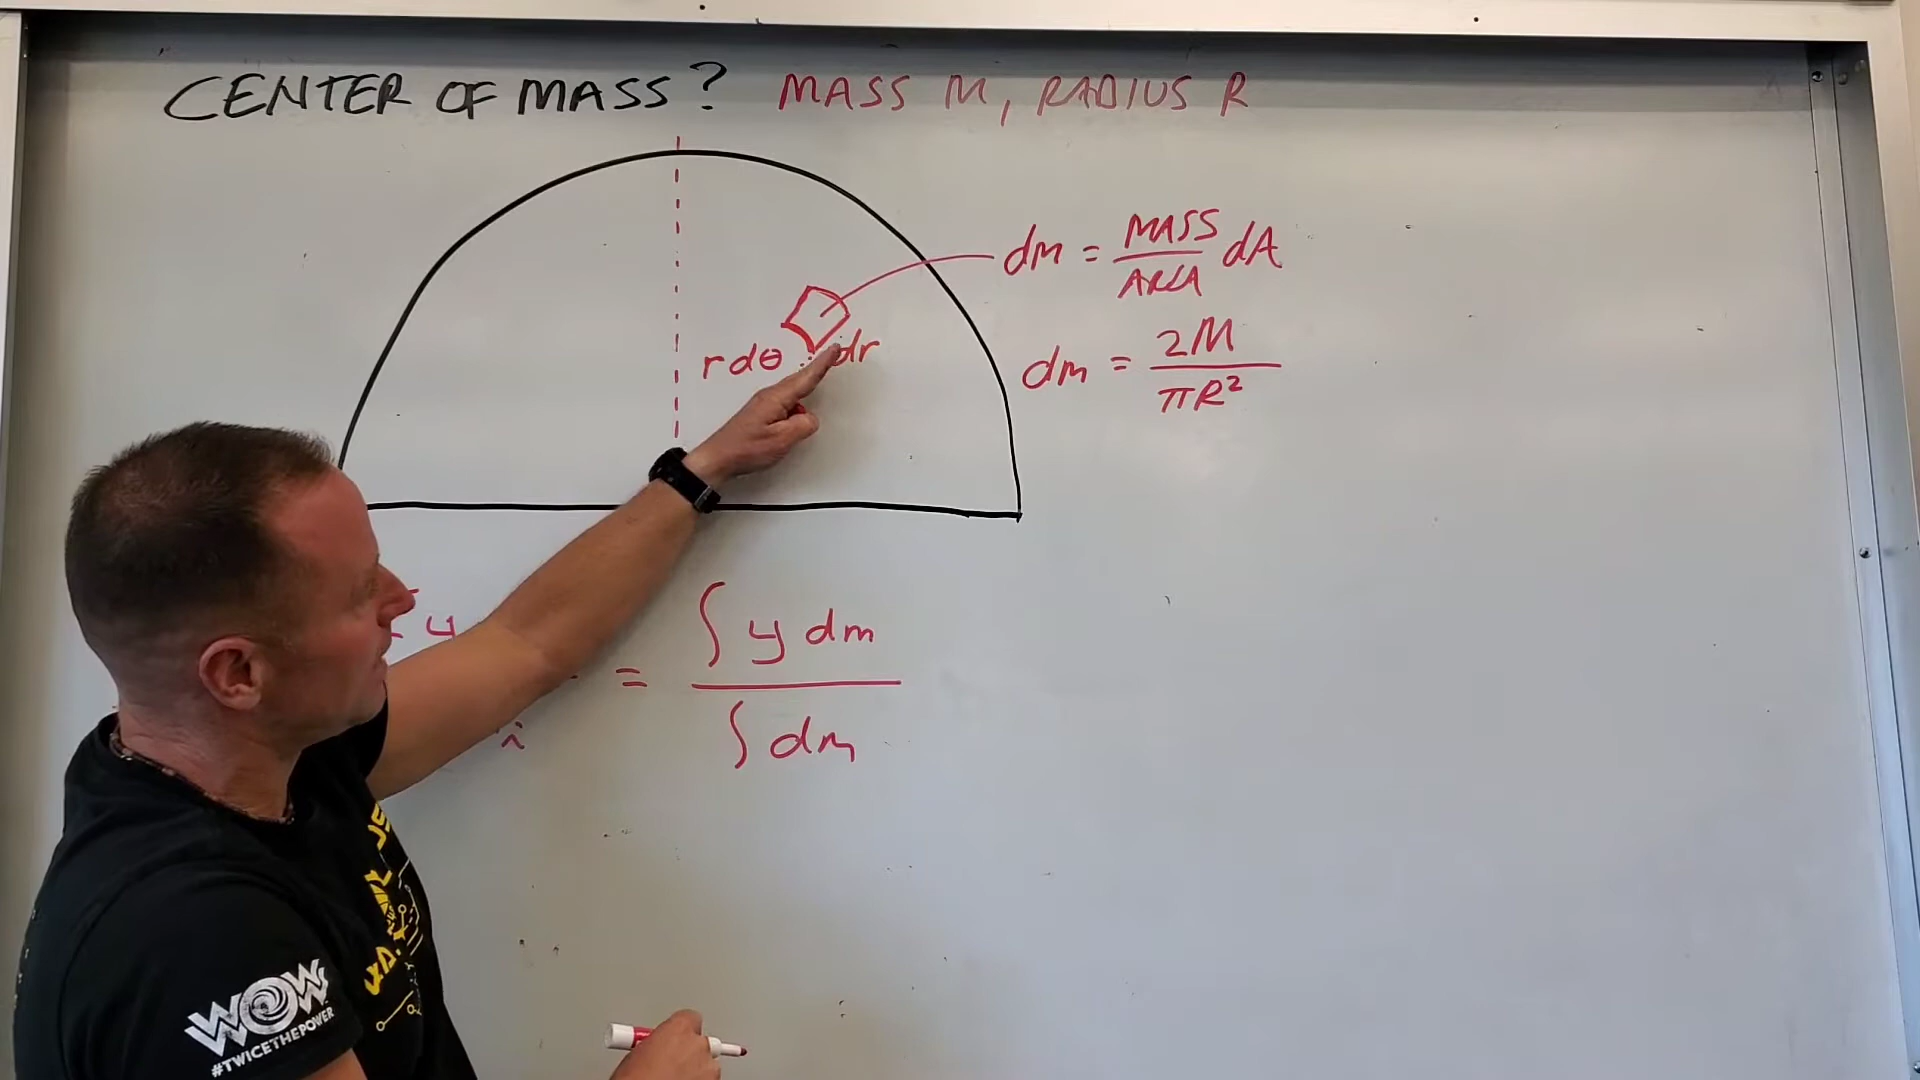 CENTER OF MASS? MASS M, RADIUS R
dm = MASS/AREA dA
rdθ dr
dm = 2M/πR²
y
= ∫ y dm / ∫ dm
i
WOW
#TWICETHEPOWER